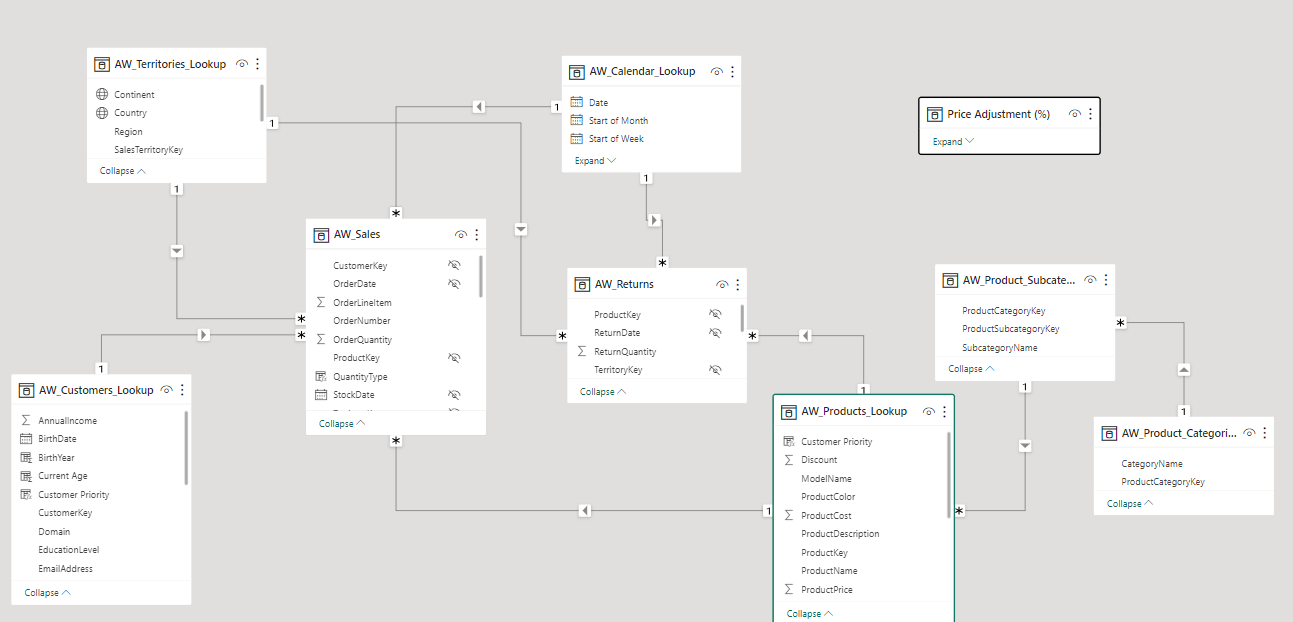 AW_Territories_Lookup
Continent
Country
Region
SalesTerritoryKey
Collapse
1
1
AW_Calendar_Lookup
Date
Start of Month
Start of Week
Expand
1
1
Price Adjustment (%)
Expand
AW_Sales
CustomerKey
OrderDate
OrderLineItem
OrderNumber
OrderQuantity
ProductKey
QuantityType
StockDate
Collapse
*
*
*
*
AW_Returns
ProductKey
ReturnDate
ReturnQuantity
TerritoryKey
Collapse
*
*
*
AW_Product_Subcate...
ProductCategoryKey
ProductSubcategoryKey
SubcategoryName
Collapse
*
1
AW_Customers_Lookup
AnnualIncome
BirthDate
BirthYear
Current Age
Customer Priority
CustomerKey
Domain
EducationLevel
EmailAddress
Collapse
1
AW_Products_Lookup
Customer Priority
Discount
ModelName
ProductColor
ProductCost
ProductDescription
ProductKey
ProductName
ProductPrice
Collapse
1
1
*
AW_Product_Categori...
CategoryName
ProductCategoryKey
Collapse
1